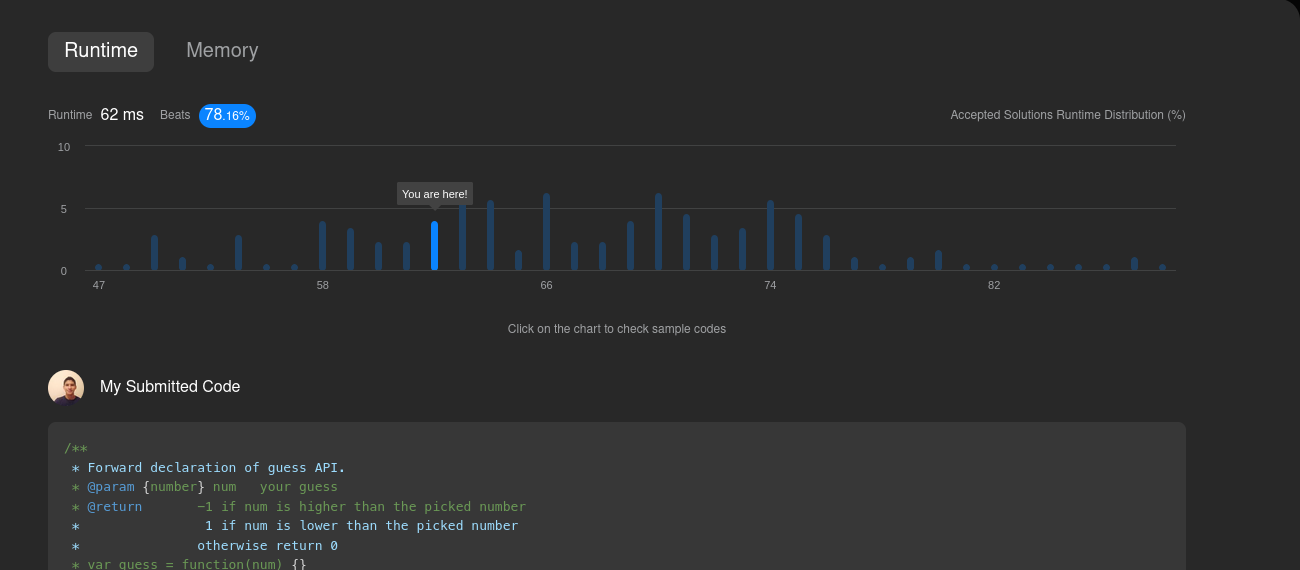 Runtime Memory
Runtime 62 ms Beats 78.16% Accepted Solutions Runtime Distribution (%)
10
You are here!
5
0
47 58 66 74 82
Click on the chart to check sample codes
My Submitted Code
/**
* Forward declaration of guess API.
* @param {number} num your guess
* @return −1 if num is higher than the picked number
* 1 if num is lower than the picked number
* otherwise return 0
* var guess = function(num) {}